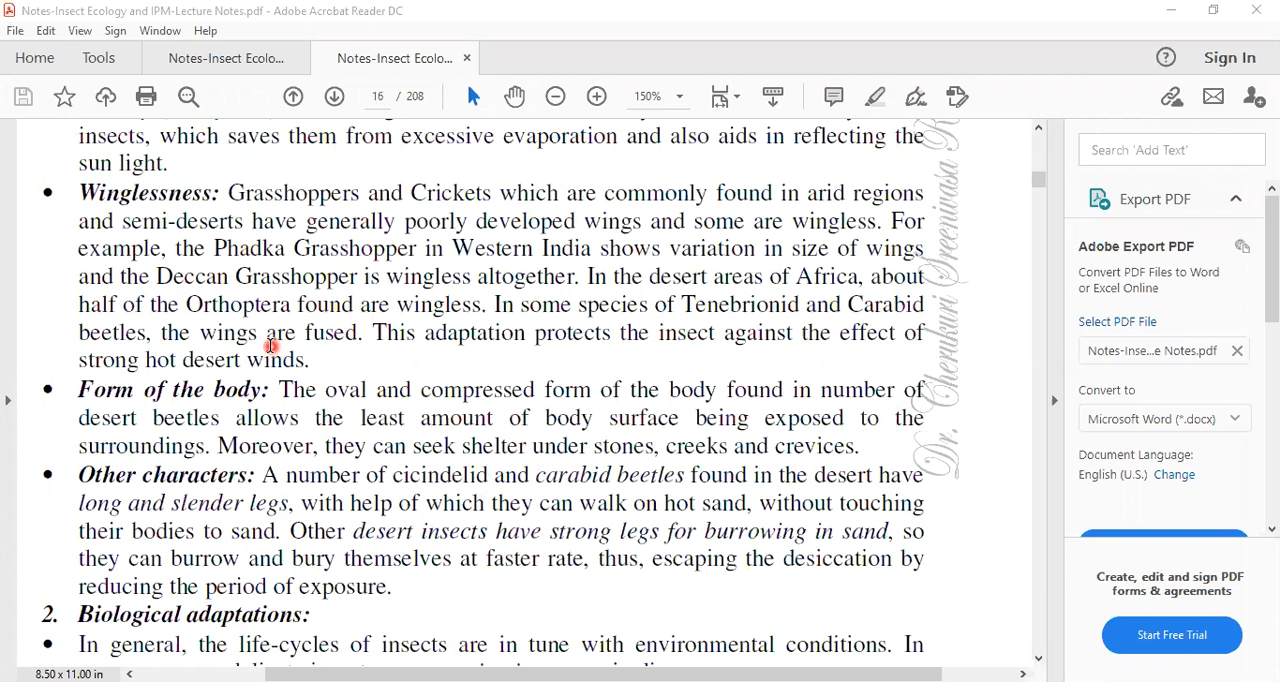 Notes-Insect Ecology and IPM-Lecture Notes.pdf - Adobe Acrobat Reader DC
File Edit View Sign Window Help
Home Tools Notes-Insect Ecolo... Notes-Insect Ecolo... × Sign In
16 / 208 150%
insects, which saves them from excessive evaporation and also aids in reflecting the
sun light.
• Winglessness: Grasshoppers and Crickets which are commonly found in arid regions
and semi-deserts have generally poorly developed wings and some are wingless. For
example, the Phadka Grasshopper in Western India shows variation in size of wings
and the Deccan Grasshopper is wingless altogether. In the desert areas of Africa, about
half of the Orthoptera found are wingless. In some species of Tenebrionid and Carabid
beetles, the wings are fused. This adaptation protects the insect against the effect of
strong hot desert winds.
• Form of the body: The oval and compressed form of the body found in number of
desert beetles allows the least amount of body surface being exposed to the
surroundings. Moreover, they can seek shelter under stones, creeks and crevices.
• Other characters: A number of cicindelid and carabid beetles found in the desert have
long and slender legs, with help of which they can walk on hot sand, without touching
their bodies to sand. Other desert insects have strong legs for burrowing in sand, so
they can burrow and bury themselves at faster rate, thus, escaping the desiccation by
reducing the period of exposure.
2. Biological adaptations:
• In general, the life-cycles of insects are in tune with environmental conditions. In
Dr. Cherukuri Sreenivasa
8.50 x 11.00 in
Search 'Add Text'
Export PDF
Adobe Export PDF
Convert PDF Files to Word
or Excel Online
Select PDF File
Notes-Inse...e Notes.pdf
Convert to
Microsoft Word (*.docx)
Document Language:
English (U.S.) Change
Create, edit and sign PDF
forms & agreements
Start Free Trial